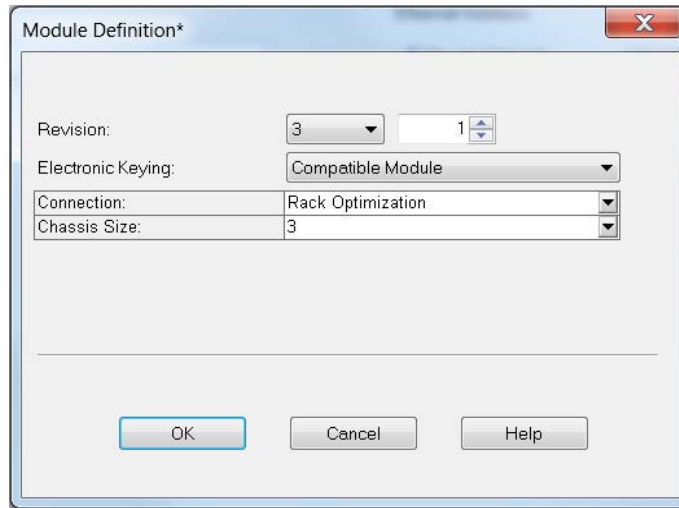 Module Definition*
Revision: 3 1
Electronic Keying: Compatible Module
Connection: Rack Optimization
Chassis Size: 3
OK Cancel Help